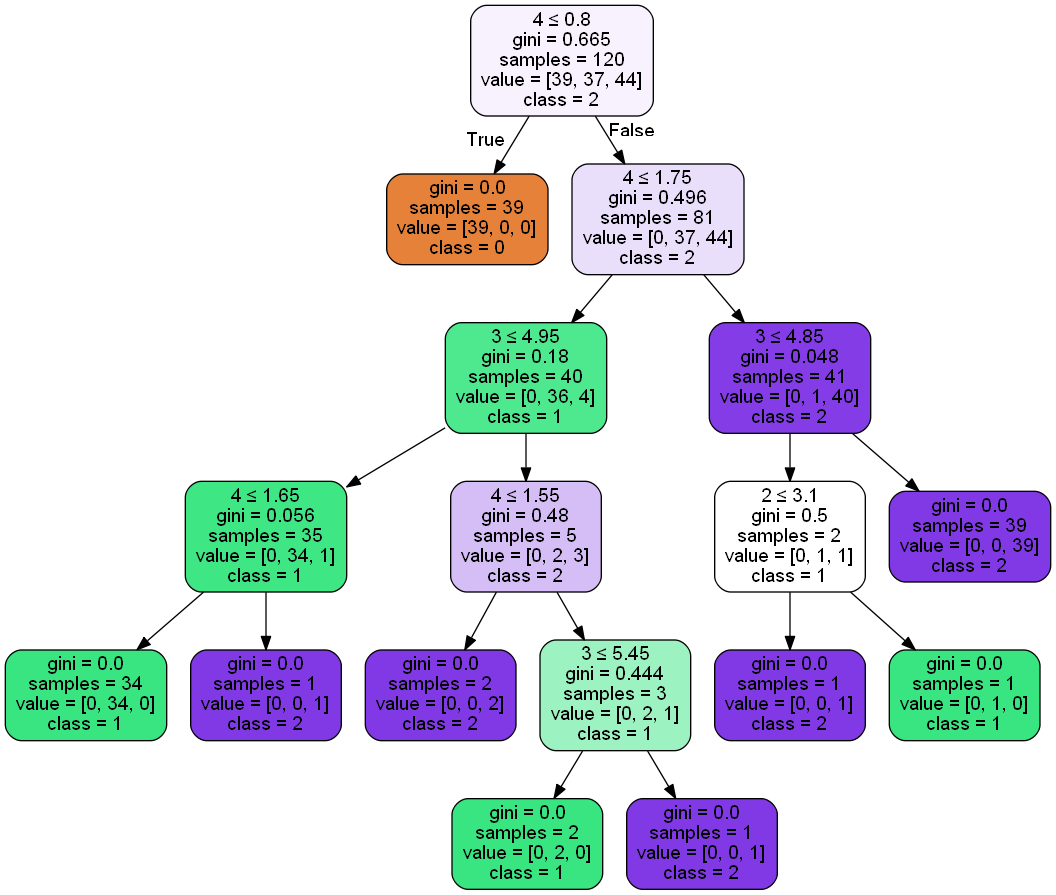 4 ≤ 0.8
gini = 0.665
samples = 120
value = [39, 37, 44]
class = 2
True
False
gini = 0.0
samples = 39
value = [39, 0, 0]
class = 0
4 ≤ 1.75
gini = 0.496
samples = 81
value = [0, 37, 44]
class = 2
3 ≤ 4.95
gini = 0.18
samples = 40
value = [0, 36, 4]
class = 1
3 ≤ 4.85
gini = 0.048
samples = 41
value = [0, 1, 40]
class = 2
4 ≤ 1.65
gini = 0.056
samples = 35
value = [0, 34, 1]
class = 1
4 ≤ 1.55
gini = 0.48
samples = 5
value = [0, 2, 3]
class = 2
2 ≤ 3.1
gini = 0.5
samples = 2
value = [0, 1, 1]
class = 1
gini = 0.0
samples = 39
value = [0, 0, 39]
class = 2
gini = 0.0
samples = 34
value = [0, 34, 0]
class = 1
gini = 0.0
samples = 1
value = [0, 0, 1]
class = 2
gini = 0.0
samples = 2
value = [0, 0, 2]
class = 2
3 ≤ 5.45
gini = 0.444
samples = 3
value = [0, 2, 1]
class = 1
gini = 0.0
samples = 1
value = [0, 0, 1]
class = 2
gini = 0.0
samples = 1
value = [0, 1, 0]
class = 1
gini = 0.0
samples = 2
value = [0, 2, 0]
class = 1
gini = 0.0
samples = 1
value = [0, 0, 1]
class = 2